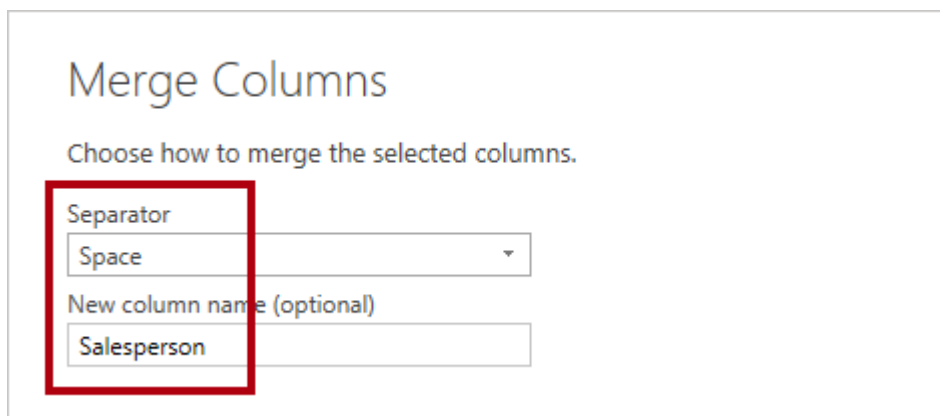 Merge Columns
Choose how to merge the selected columns.
Separator
Space
New column name (optional)
Salesperson